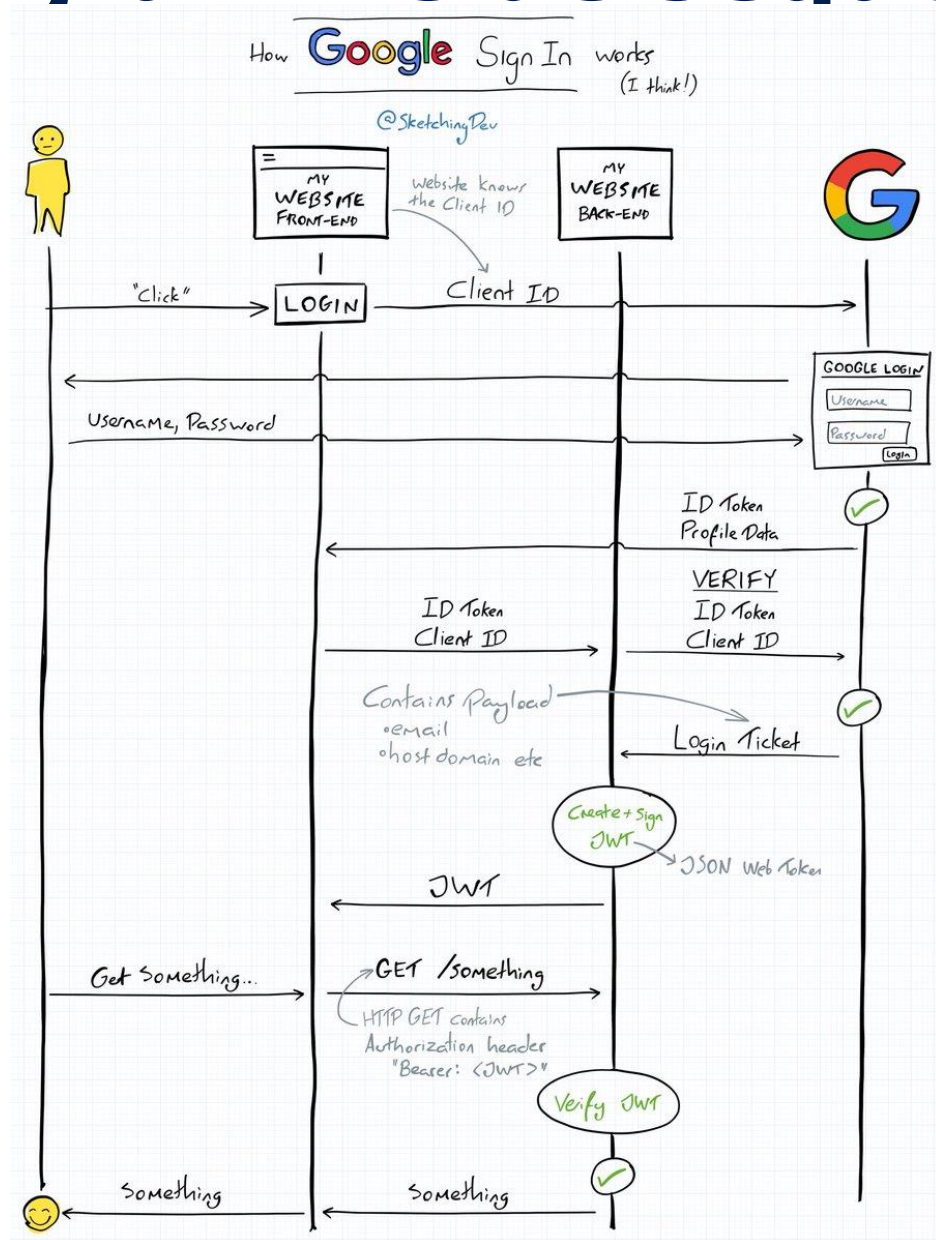 How Google Sign In works
(I think!)
@SketchingDev
MY
WEBSITE
FRONT-END
Website knows
the Client ID
MY
WEBSITE
BACK-END
G
"Click"
LOGIN
Client ID
GOOGLE LOGIN
Username
Password
Login
Username, Password
ID Token
Profile Data
VERIFY
ID Token
Client ID
ID Token
Client ID
Contains Payload
•email
•host domain etc
Login Ticket
Create + Sign
JWT
JSON Web Token
JWT
Get Something...
GET /something
HTTP GET contains
Authorization header
"Bearer: <JWT>"
Verify JWT
Something
Something